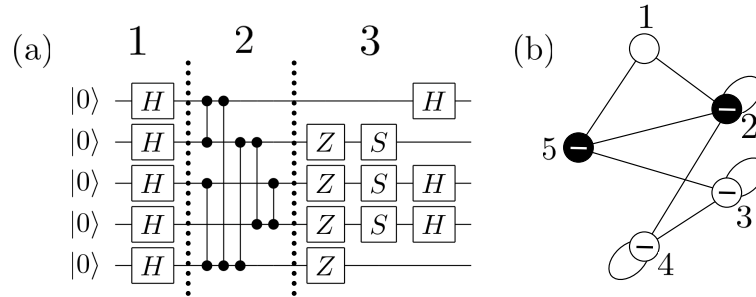 (a) 1 2 3
|0⟩ H H
|0⟩ H Z S
|0⟩ H Z S H
|0⟩ H Z S H
|0⟩ H Z
(b)
1
− 2
5 −
− 3
− 4